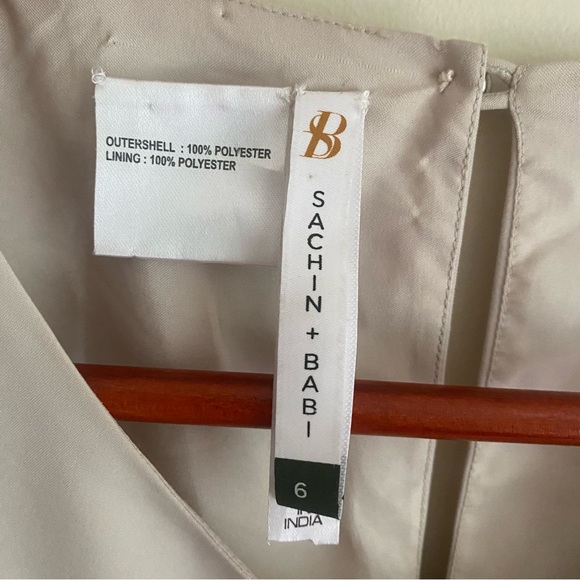 OUTERSHELL : 100% POLYESTER
LINING : 100% POLYESTER
SB
SACHIN + BABI
6
INDIA